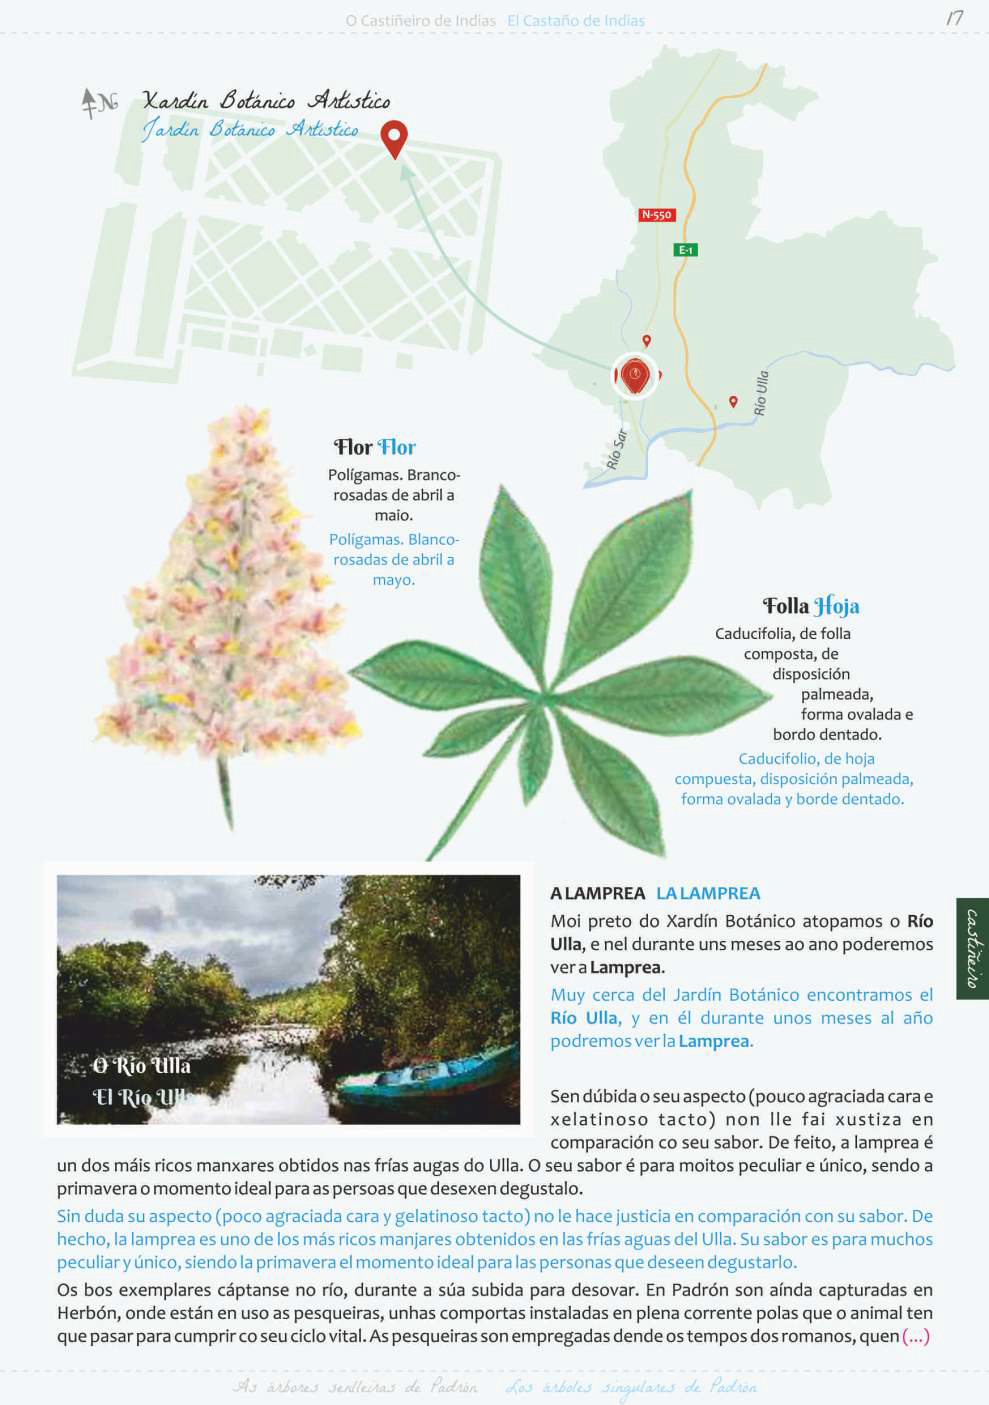 O Castiñeiro de Indias El Castaño de Indias
17
N
Xardín Botánico Artístico
Jardín Botánico Artístico
N-550
E-1
Río Ulla
Río Sar
Flor Flor
Polígamas. Branco-
rosadas de abril a
maio.
Polígamas. Blanco-
rosadas de abril a
mayo.
Folla Hoja
Caducifolia, de folla
composta, de
disposición
palmeada,
forma ovalada e
bordo dentado.
Caducifolio, de hoja
compuesta, disposición palmeada,
forma ovalada y borde dentado.
O Río Ulla
El Río Ulla
A LAMPREA LA LAMPREA
Moi preto do Xardín Botánico atopamos o Río
Ulla, e nel durante uns meses ao ano poderemos
ver a Lamprea.
Muy cerca del Jardín Botánico encontramos el
Río Ulla, y en él durante unos meses al año
podremos ver la Lamprea.
castiñeiro
Sen dúbida o seu aspecto (pouco agraciada cara e
xelatinoso tacto) non lle fai xustiza en
comparación co seu sabor. De feito, a lamprea é
un dos máis ricos manxares obtidos nas frías augas do Ulla. O seu sabor é para moitos peculiar e único, sendo a
primavera o momento ideal para as persoas que desexen degustalo.
Sin duda su aspecto (poco agraciada cara y gelatinoso tacto) no le hace justicia en comparación con su sabor. De
hecho, la lamprea es uno de los más ricos manjares obtenidos en las frías aguas del Ulla. Su sabor es para muchos
peculiar y único, siendo la primavera el momento ideal para las personas que deseen degustarlo.
Os bos exemplares cáptanse no río, durante a súa subida para desovar. En Padrón son aínda capturadas en
Herbón, onde están en uso as pesqueiras, unhas comportas instaladas en plena corrente polas que o animal ten
que pasar para cumprir co seu ciclo vital. As pesqueiras son empregadas dende os tempos dos romanos, quen (...)
As árbores senlleiras de Padrón Los árboles singulares de Padrón